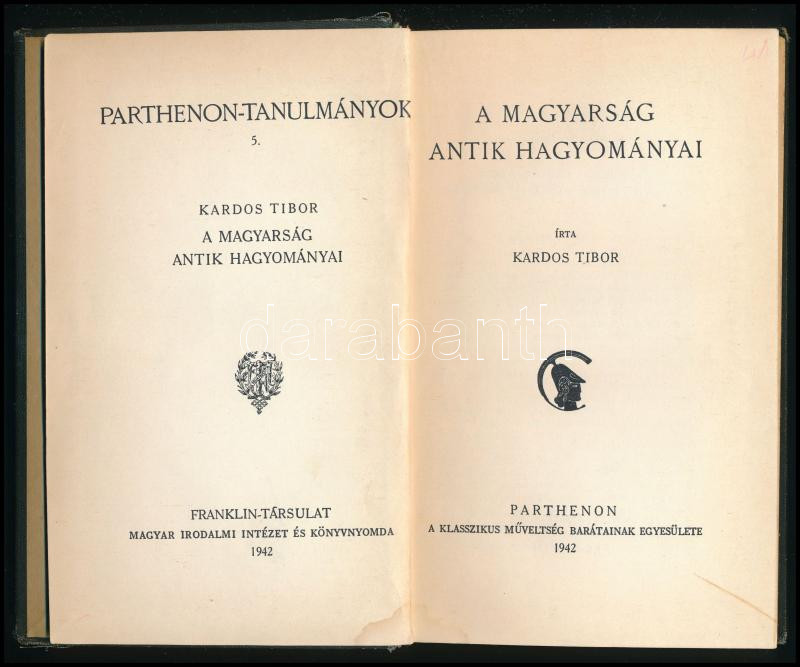 PARTHENON-TANULMÁNYOK
5.
KARDOS TIBOR
A MAGYARSÁG
ANTIK HAGYOMÁNYAI
FRANKLIN-TÁRSULAT
MAGYAR IRODALMI INTÉZET ÉS KÖNYVNYOMDA
1942
A MAGYARSÁG
ANTIK HAGYOMÁNYAI
ÍRTA
KARDOS TIBOR
PARTHENON
A KLASSZIKUS MŰVELTSÉG BARÁTAINAK EGYESÜLETE
1942
darabanth